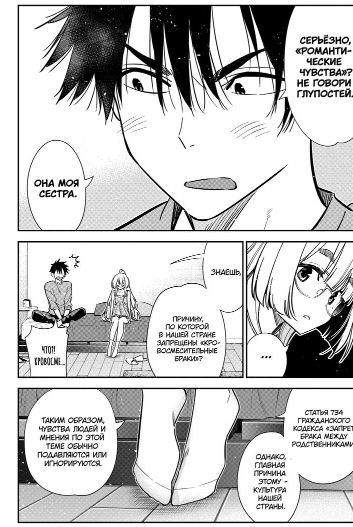 СЕРЬЁЗНО,
«РОМАНТИ-
ЧЕСКИЕ
ЧУВСТВА»?
НЕ ГОВОРИ
ГЛУПОСТЕЙ.
ОНА МОЯ
СЕСТРА.
...
ЗНАЕШЬ,
ПРИЧИНУ,
ПО КОТОРОЙ
В НАШЕЙ СТРАНЕ
ЗАПРЕЩЕНЫ «КРО-
ВОСМЕСИТЕЛЬНЫЕ
БРАКИ»?
ЧТО?!
КРОВОСМЕ...
СТАТЬЯ 734
ГРАЖДАНСКОГО
КОДЕКСА «ЗАПРЕТ
БРАКА МЕЖДУ
РОДСТВЕННИКАМИ
ОДНАКО,
ГЛАВНАЯ
ПРИЧИНА
ЭТОМУ -
КУЛЬТУРА
НАШЕЙ
СТРАНЫ.
ТАКИМ ОБРАЗОМ,
ЧУВСТВА ЛЮДЕЙ И
МНЕНИЯ ПО ЭТОЙ
ТЕМЕ ОБЫЧНО
ПОДАВЛЯЮТСЯ ИЛИ
ИГНОРИРУЮТСЯ.